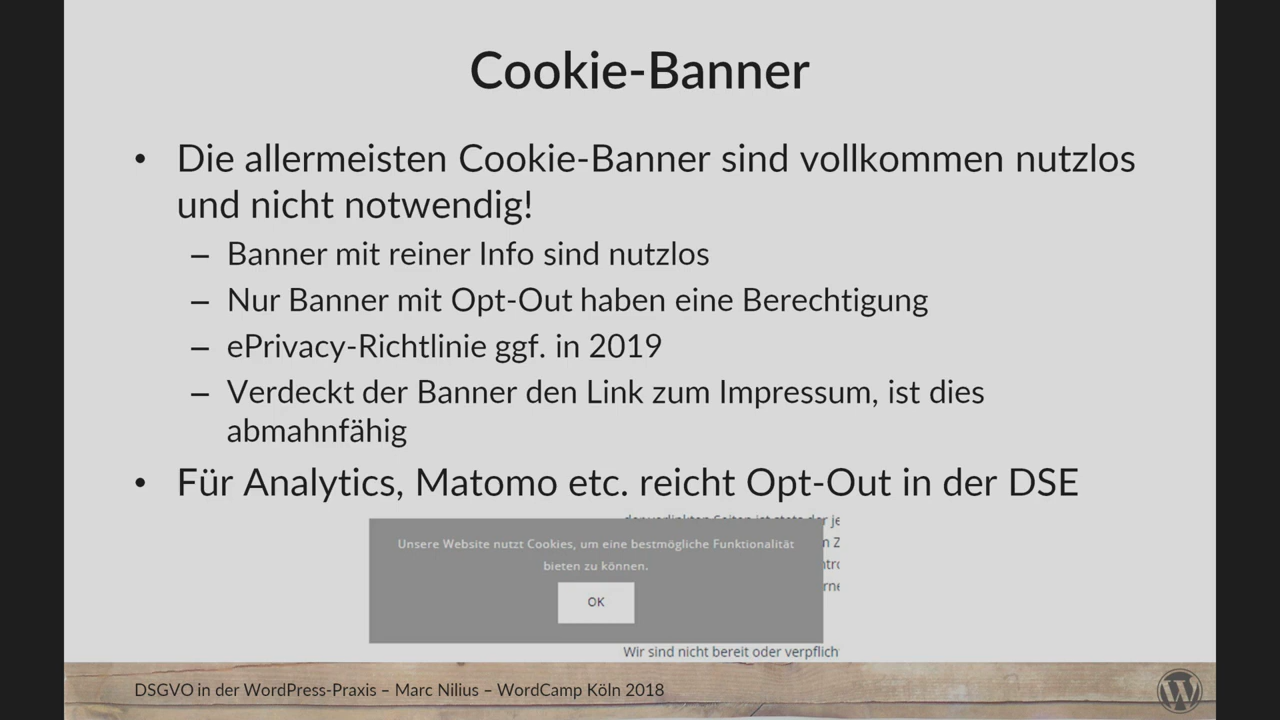 Cookie-Banner
• Die allermeisten Cookie-Banner sind vollkommen nutzlos
und nicht notwendig!
– Banner mit reiner Info sind nutzlos
– Nur Banner mit Opt-Out haben eine Berechtigung
– ePrivacy-Richtlinie ggf. in 2019
– Verdeckt der Banner den Link zum Impressum, ist dies
abmahnfähig
• Für Analytics, Matomo etc. reicht Opt-Out in der DSE
Unsere Website nutzt Cookies, um eine bestmögliche Funktionalität
bieten zu können.
OK
Wir sind nicht bereit oder verpflich
DSGVO in der WordPress-Praxis – Marc Nilius – WordCamp Köln 2018